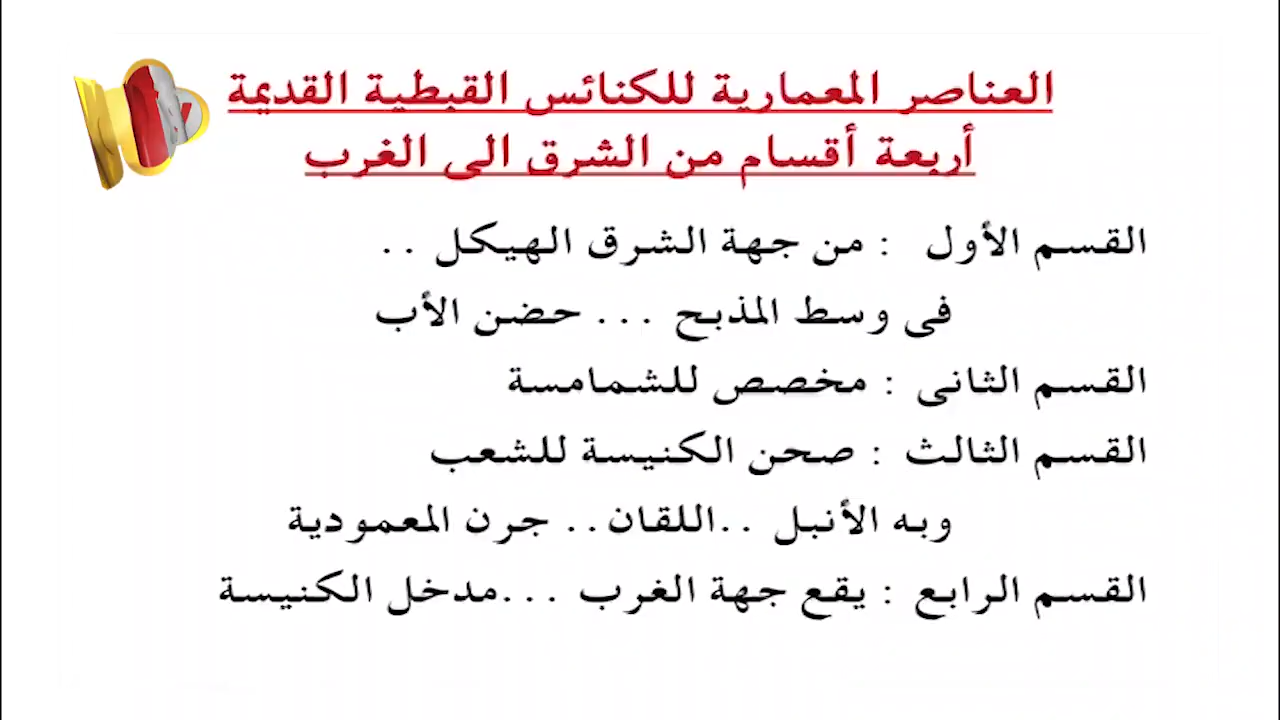 العناصر المعمارية للكنائس القبطية القديمة
أربعة أقسام من الشرق الى الغرب
القسم الأول : من جهة الشرق الهيكل ..
فى وسط المذبح ... حضن الأب
القسم الثانى : مخصص للشمامسة
القسم الثالث : صحن الكنيسة للشعب
وبه الأنبل ..اللقان.. جرن المعمودية
القسم الرابع : يقع جهة الغرب ...مدخل الكنيسة